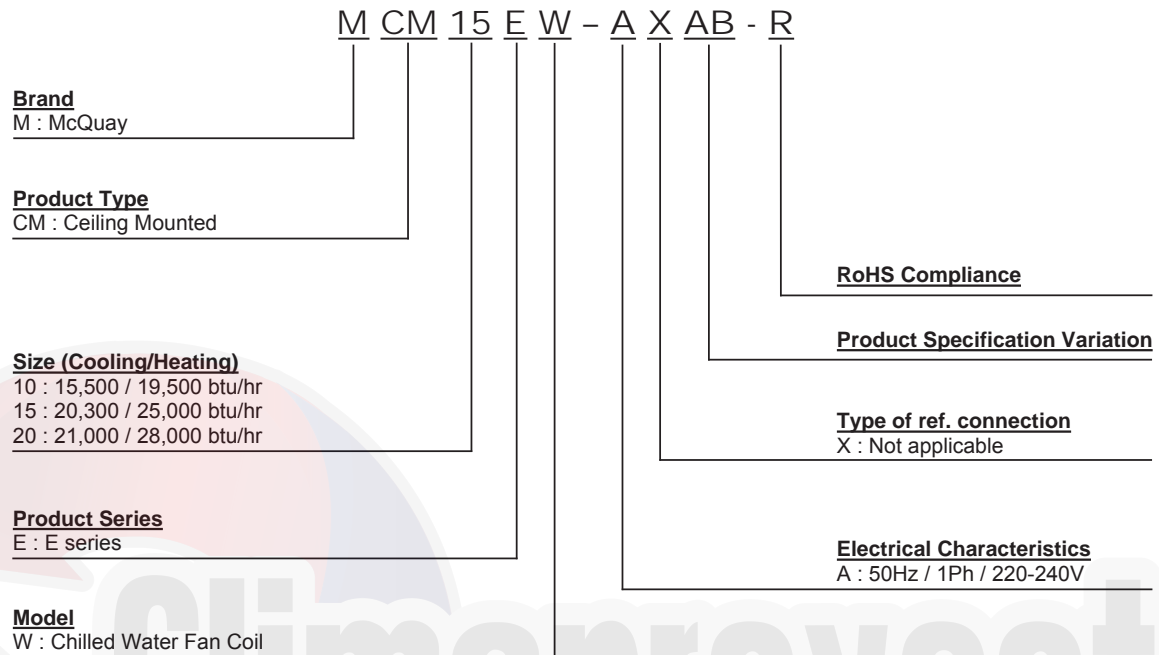 M CM 15 E W – A X AB - R
Brand
M : McQuay
Product Type
CM : Ceiling Mounted
Size (Cooling/Heating)
10 : 15,500 / 19,500 btu/hr
15 : 20,300 / 25,000 btu/hr
20 : 21,000 / 28,000 btu/hr
Product Series
E : E series
Model
W : Chilled Water Fan Coil
RoHS Compliance
Product Specification Variation
Type of ref. connection
X : Not applicable
Electrical Characteristics
A : 50Hz / 1Ph / 220-240V